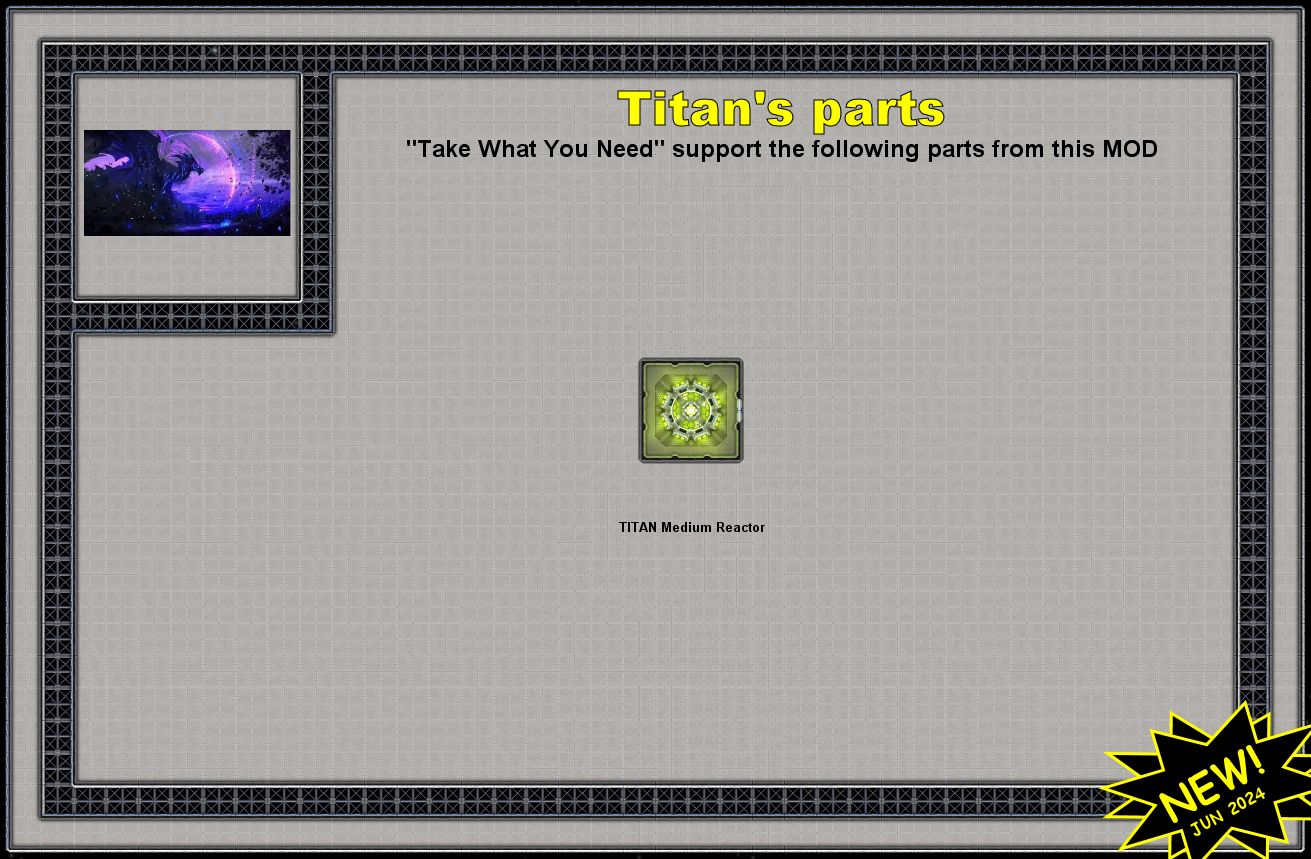 Titan's parts
"Take What You Need" support the following parts from this MOD
TITAN Medium Reactor
NEW!
JUN 2024